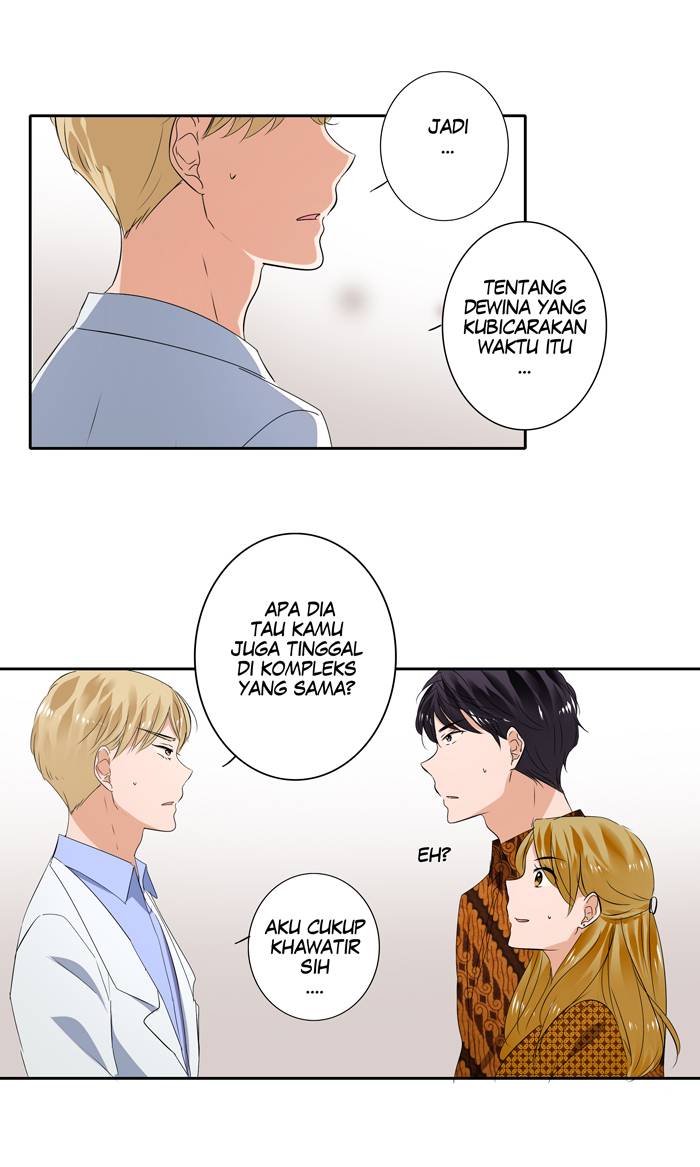 JADI
...
TENTANG
DEWINA YANG
KUBICARAKAN
WAKTU ITU
...
APA DIA
TAU KAMU
JUGA TINGGAL
DI KOMPLEKS
YANG SAMA?
EH?
AKU CUKUP
KHAWATIR
SIH
....